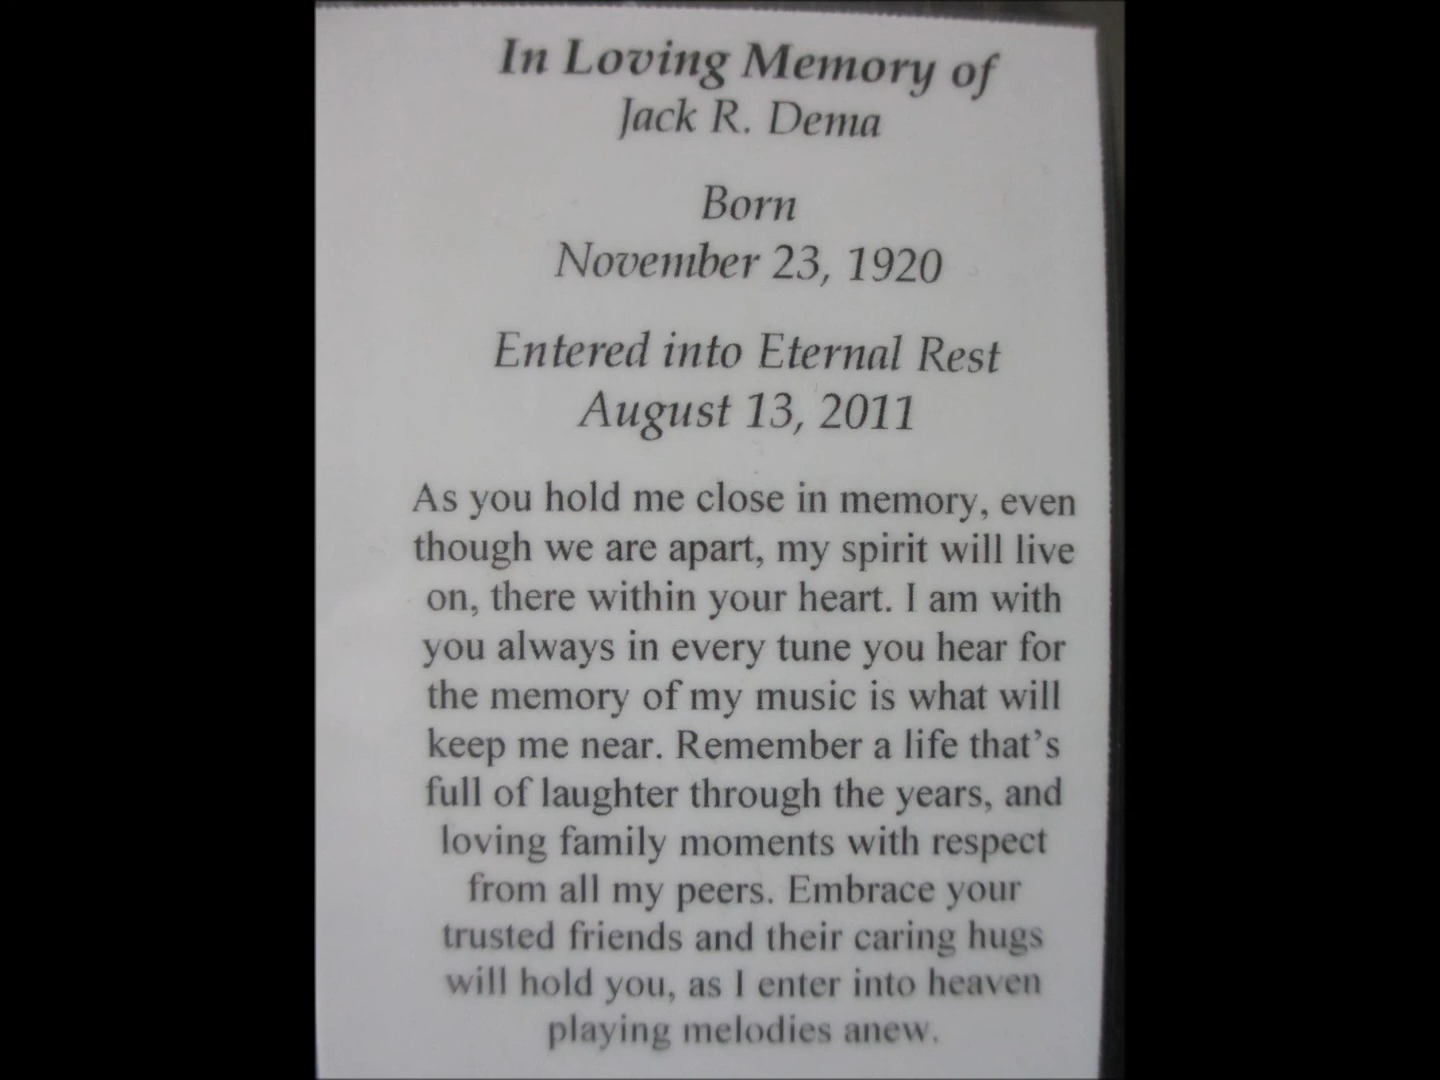 In Loving Memory of
Jack R. Dema
Born
November 23, 1920
Entered into Eternal Rest
August 13, 2011
As you hold me close in memory, even
though we are apart, my spirit will live
on, there within your heart. I am with
you always in every tune you hear for
the memory of my music is what will
keep me near. Remember a life that's
full of laughter through the years, and
loving family moments with respect
from all my peers. Embrace your
trusted friends and their caring hugs
will hold you, as I enter into heaven
playing melodies anew.